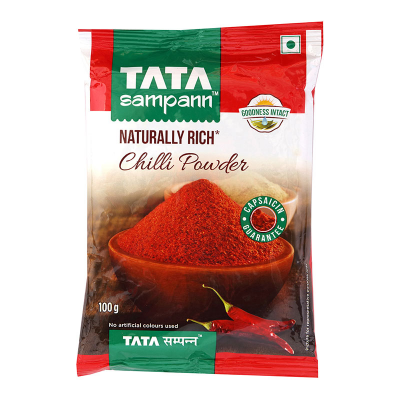 TATA
sampann™
GOODNESS INTACT
NATURALLY RICH*
Chilli Powder
CAPSAICIN
GUARANTEE
100 g
No artificial colours used
TATA सम्पन्न™